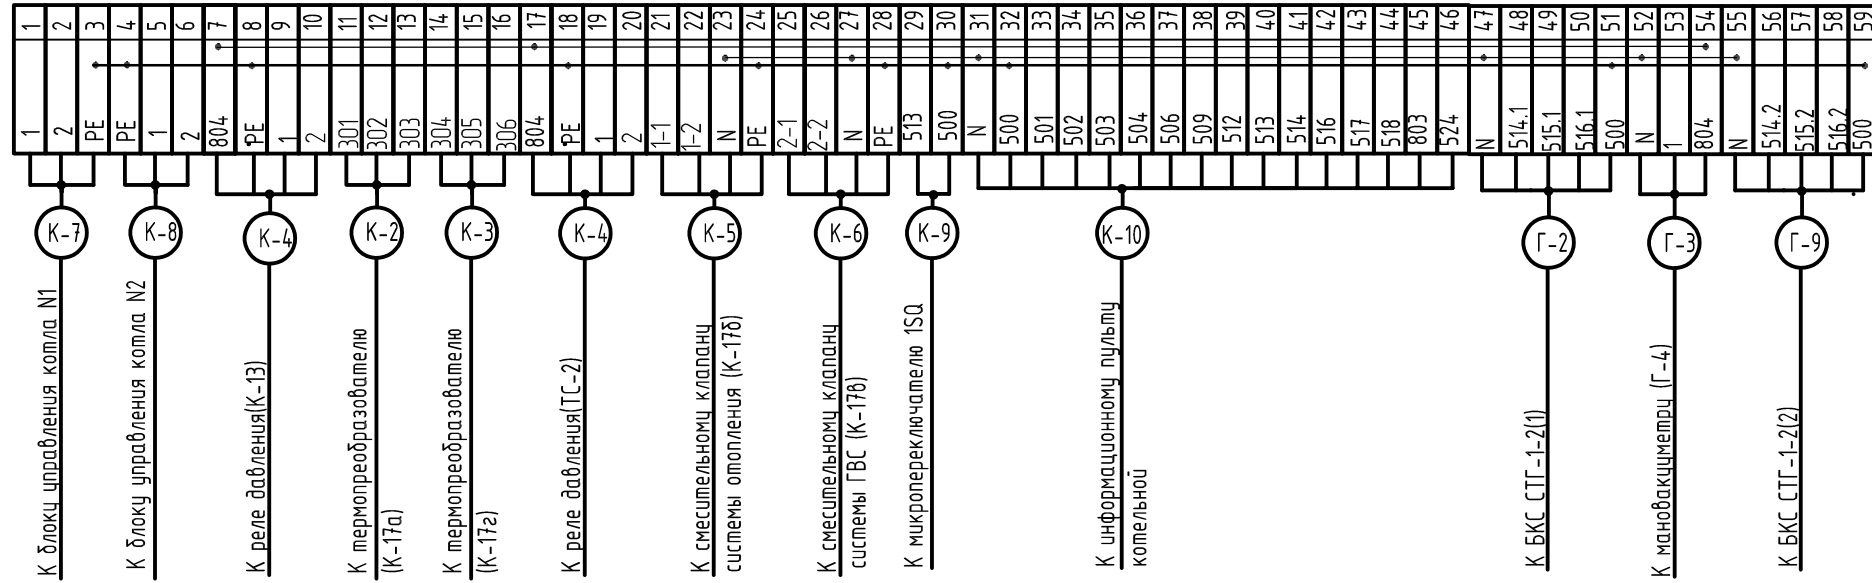 1 2 3 4 5 6 7 8 9 10 11 12 13 14 15 16 17 18 19 20 21 22 23 24 25 26 27 28 29 30 31 32 33 34 35 36 37 38 39 40 41 42 43 44 45 46 47 48 49 50 51 52 53 54 55 56 57 58 59
1 2 PE PE 1 2 804 PE 1 2 301 302 303 304 305 306 804 PE 1 2 1-1 1-2 N PE 2-1 2-2 N PE 513 500 N 500 501 502 503 504 506 509 512 513 514 516 517 518 803 524 N 514.1 515.1 516.1 500 N 1 804 N 514.2 515.2 516.2 500
К-7 К-8 К-4 К-2 К-3 К-4 К-5 К-6 К-9 К-10 Г-2 Г-3 Г-9
К блоку управления котла N1
К блоку управления котла N2
К реле давления(К-13)
К термопреобразователю
(К-17а)
К термопреобразователю
(К-17г)
К реле давления(ТС-2)
К смесительному клапану
системы отопления (К-17б)
К смесительному клапану
системы ГВС (К-17в)
К микропереключателю 1SQ
К информационному пульту
котельной
К БКС СТГ-1-2(1)
К мановакууметру (Г-4)
К БКС СТГ-1-2(2)